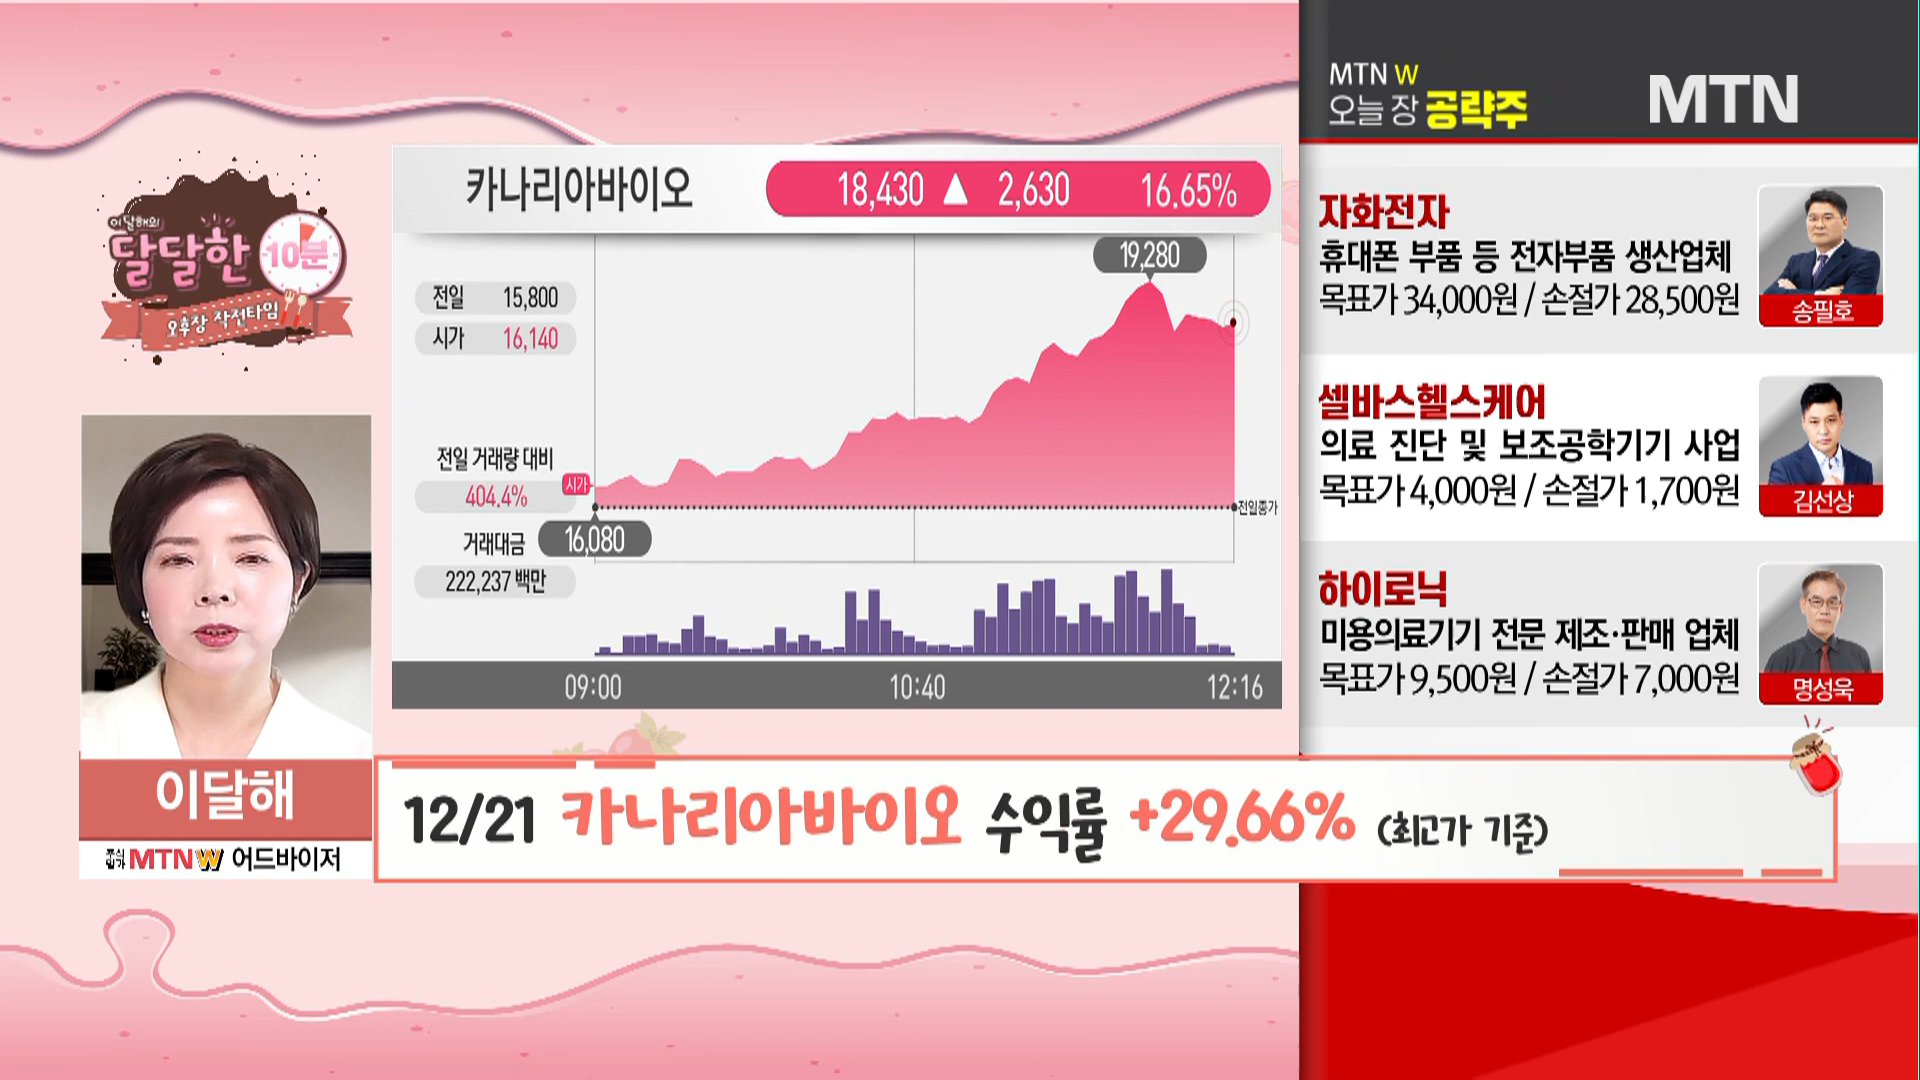 이달해의
달달한 10분
오후장 작전타임
카나리아바이오 18,430 ▲ 2,630 16.65%
19,280
전일 15,800
시가 16,140
전일 거래량 대비
404.4%
시가
전일종가
16,080
거래대금
222,237 백만
09:00 10:40 12:16
이달해
MTNW 어드바이저
12/21 카나리아바이오 수익률 +29.66% (최고가 기준)
MTN W
오늘 장 공략주
MTN
자화전자
휴대폰 부품 등 전자부품 생산업체
목표가 34,000원 / 손절가 28,500원
송필호
셀바스헬스케어
의료 진단 및 보조공학기기 사업
목표가 4,000원 / 손절가 1,700원
김선상
하이로닉
미용의료기기 전문 제조·판매 업체
목표가 9,500원 / 손절가 7,000원
명성욱